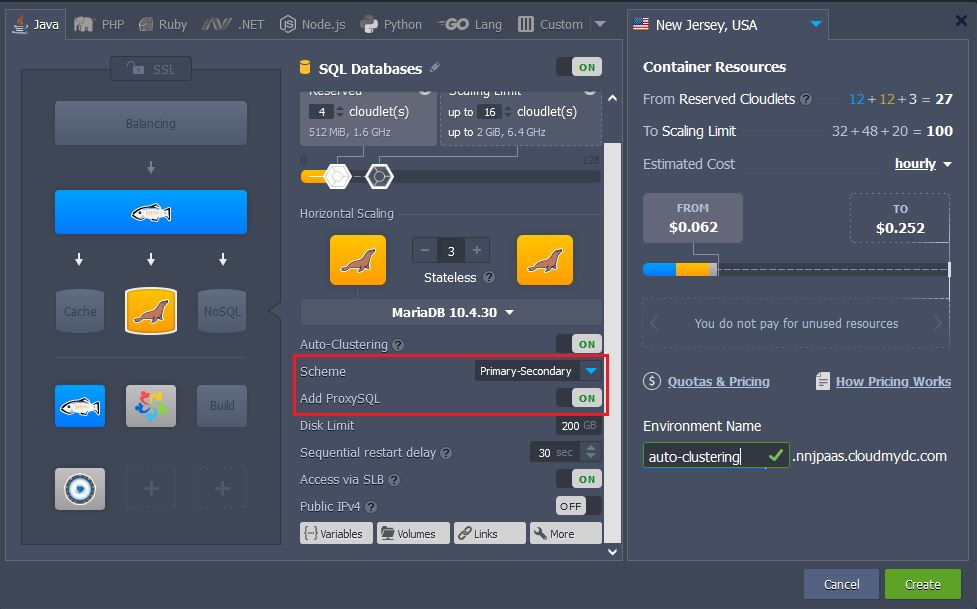 Java
PHP
Ruby
.NET
Node.js
Python
GO Lang
Custom
SSL
Balancing
Cache
NoSQL
Build
SQL Databases
ON
Reserved
4 cloudlet(s)
512 MiB, 1.6 GHz
Scaling Limit
up to 16 cloudlet(s)
up to 2 GiB, 6.4 GHz
0
128
Horizontal Scaling
3
Stateless ?
MariaDB 10.4.30
Auto-Clustering ? ON
Scheme Primary-Secondary
Add ProxySQL ON
Disk Limit 200 GB
Sequential restart delay ? 30 sec
Access via SLB ? ON
Public IPv4 ? OFF
Variables
Volumes
Links
More
New Jersey, USA
Container Resources
From Reserved Cloudlets ? 12 + 12 + 3 = 27
To Scaling Limit 32 + 48 + 20 = 100
Estimated Cost hourly
FROM
$0.062
TO
$0.252
You do not pay for unused resources
$ Quotas & Pricing
How Pricing Works
Environment Name
auto-clustering .nnjpaas.cloudmydc.com
Cancel
Create